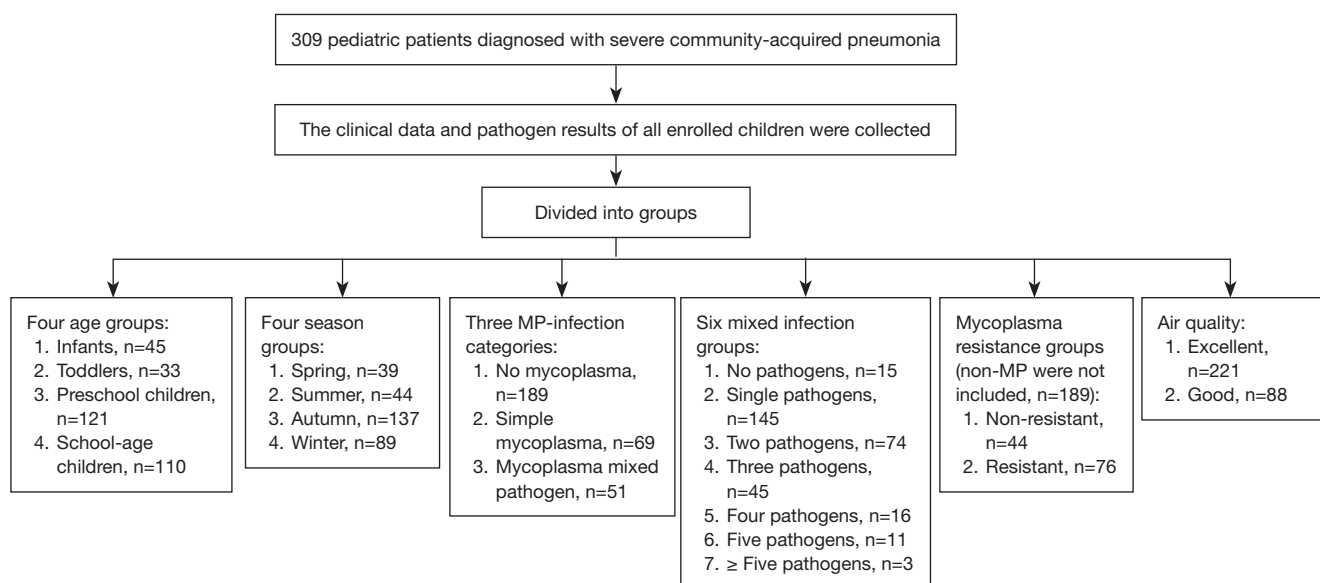 309 pediatric patients diagnosed with severe community-acquired pneumonia
The clinical data and pathogen results of all enrolled children were collected
Divided into groups
Four age groups:
1. Infants, n=45
2. Toddlers, n=33
3. Preschool children,
n=121
4. School-age
children, n=110
Four season
groups:
1. Spring, n=39
2. Summer, n=44
3. Autumn, n=137
4. Winter, n=89
Three MP-infection
categories:
1. No mycoplasma,
n=189
2. Simple
mycoplasma, n=69
3. Mycoplasma mixed
pathogen, n=51
Six mixed infection
groups:
1. No pathogens, n=15
2. Single pathogens,
n=145
3. Two pathogens, n=74
4. Three pathogens,
n=45
5. Four pathogens, n=16
6. Five pathogens, n=11
7. ≥ Five pathogens, n=3
Mycoplasma
resistance groups
(non-MP were not
included, n=189):
1. Non-resistant,
n=44
2. Resistant, n=76
Air quality:
1. Excellent,
n=221
2. Good, n=88